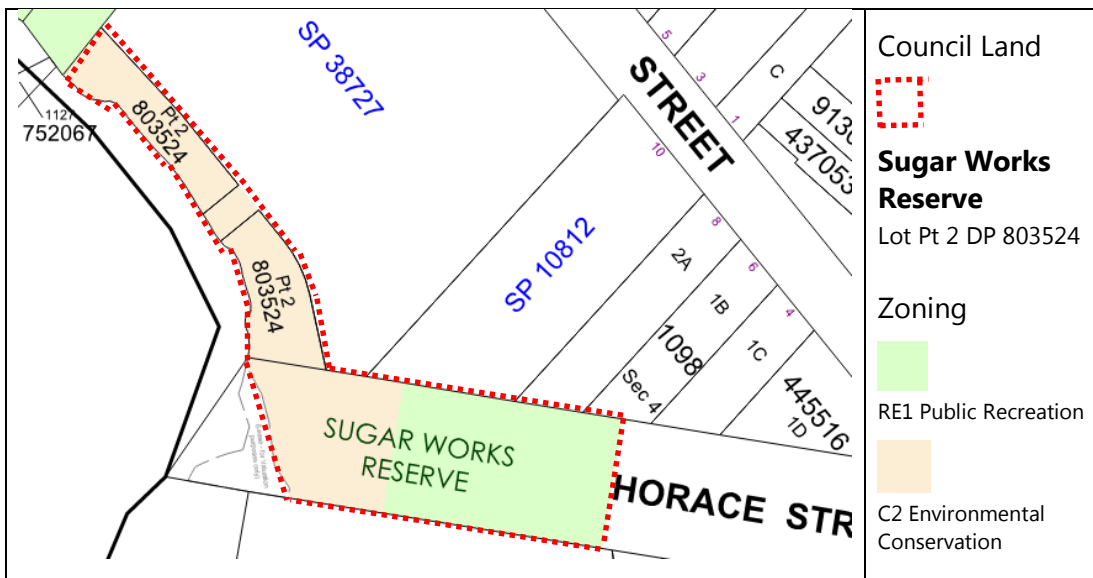 SP 38727
STREET
5
3
1
C
9130
437053
1127
752067
Pt 2
803524
10
8
6
4
SP 10812
2A
1B
1098
Sec 4
1C
445516
1D
Pt 2
803524
SUGAR WORKS
RESERVE
HORACE STR
Council Land
Sugar Works
Reserve
Lot Pt 2 DP 803524
Zoning
RE1 Public Recreation
C2 Environmental
Conservation